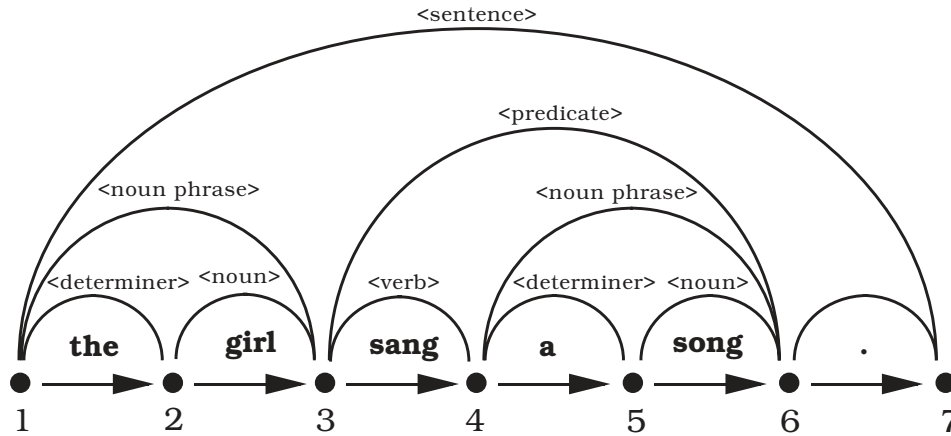 <sentence>
<predicate>
<noun phrase> <noun phrase>
<determiner> <noun> <verb> <determiner> <noun>
the girl sang a song .
1 2 3 4 5 6 7